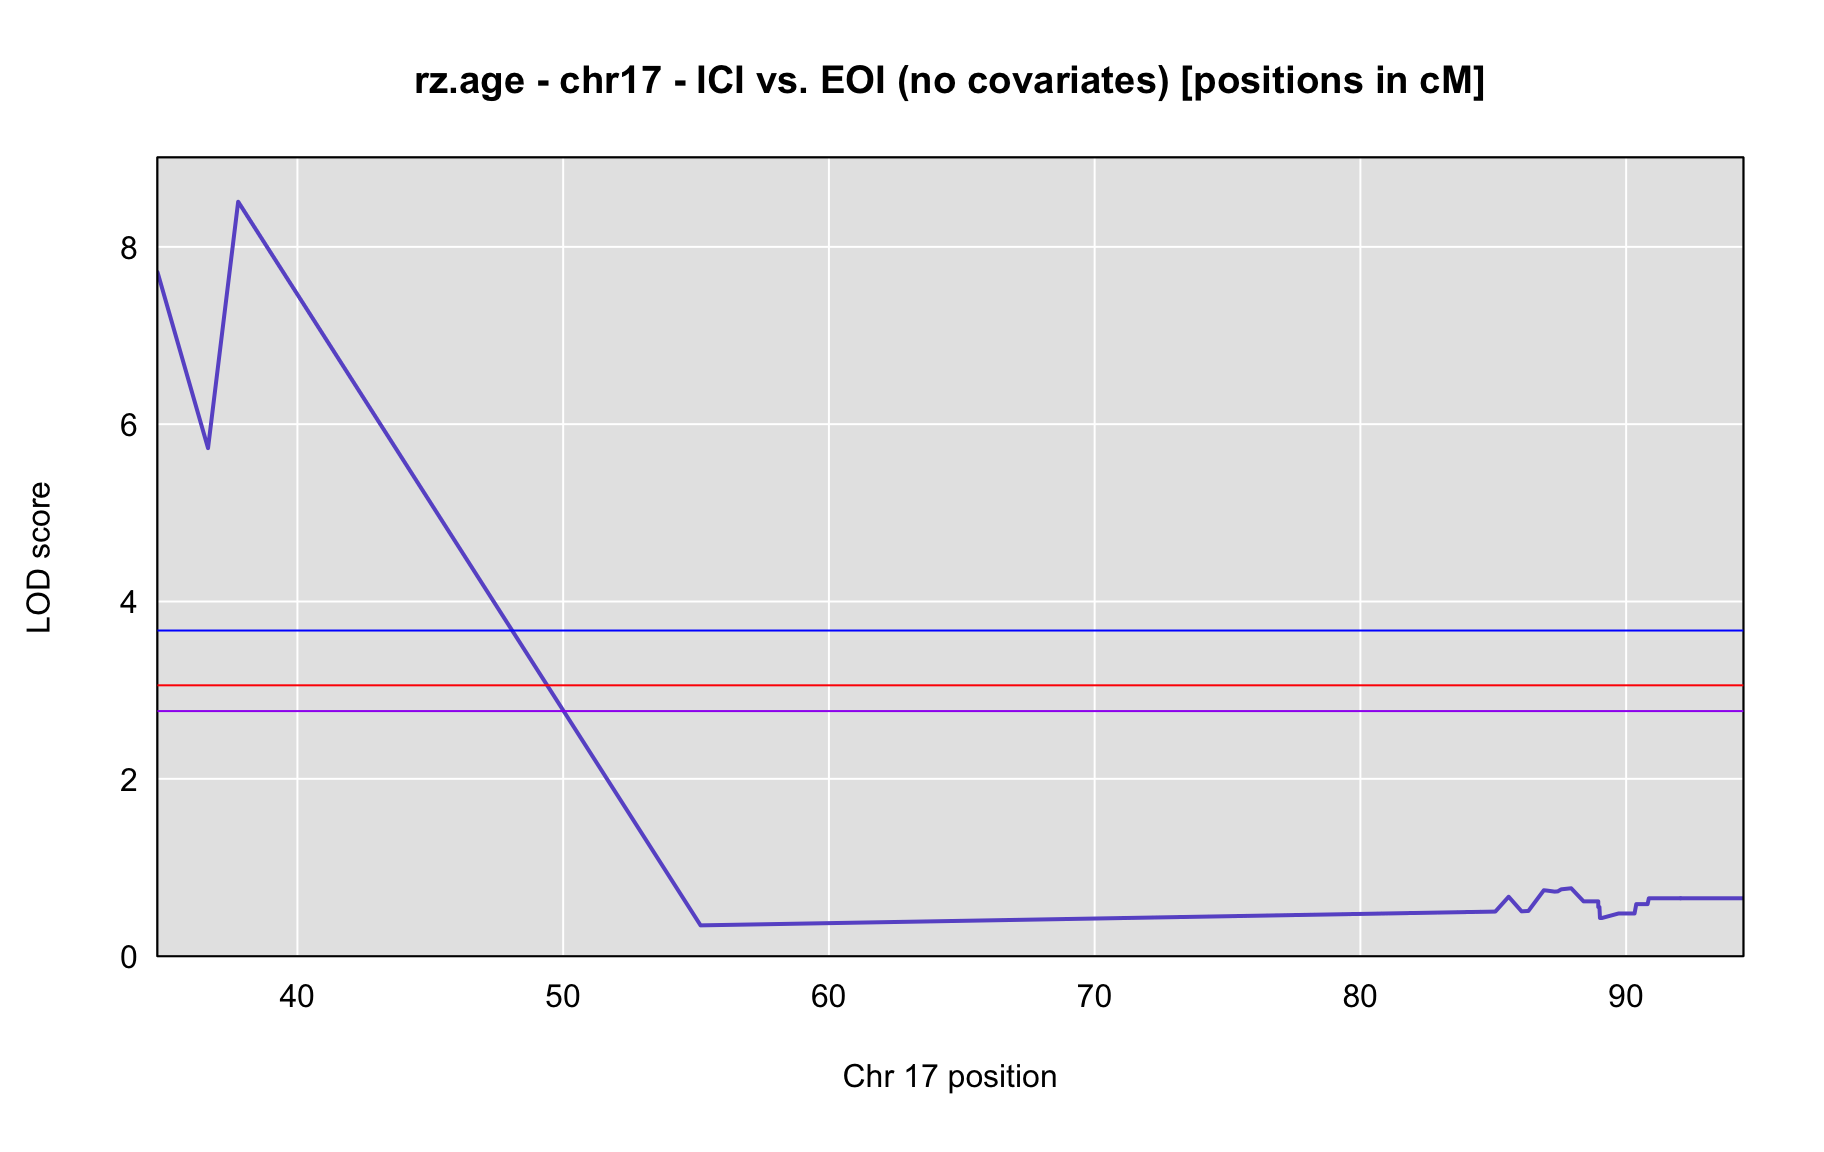 rz.age - chr17 - ICI vs. EOI (no covariates) [positions in cM]
8
6
4
2
0
LOD score
40 50 60 70 80 90
Chr 17 position